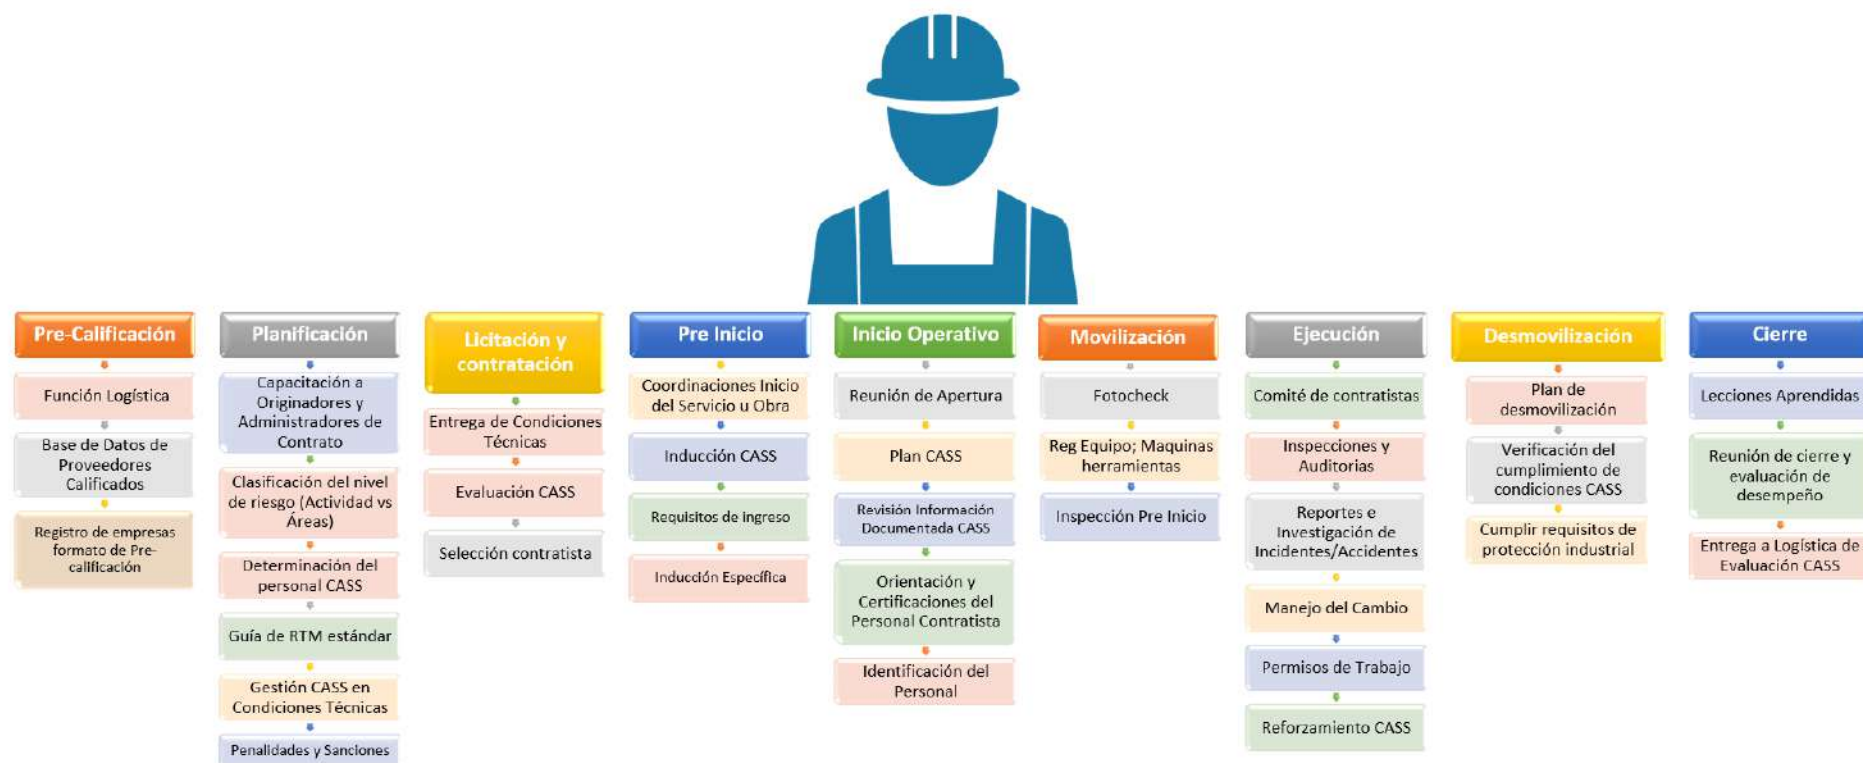 Pre-Calificación
Función Logística
Base de Datos de
Proveedores
Calificados
Registro de empresas
formato de Pre-
calificación
Planificación
Capacitación a
Originadores y
Administradores de
Contrato
Clasificación del nivel
de riesgo (Actividad vs
Áreas)
Determinación del
personal CASS
Guía de RTM estándar
Gestión CASS en
Condiciones Técnicas
Penalidades y Sanciones
Licitación y
contratación
Entrega de Condiciones
Técnicas
Evaluación CASS
Selección contratista
Pre Inicio
Coordinaciones Inicio
del Servicio u Obra
Inducción CASS
Requisitos de ingreso
Inducción Específica
Inicio Operativo
Reunión de Apertura
Plan CASS
Revisión Información
Documentada CASS
Orientación y
Certificaciones del
Personal Contratista
Identificación del
Personal
Movilización
Fotocheck
Reg Equipo; Maquinas
herramientas
Inspección Pre Inicio
Ejecución
Comité de contratistas
Inspecciones y
Auditorias
Reportes e
Investigación de
Incidentes/Accidentes
Manejo del Cambio
Permisos de Trabajo
Reforzamiento CASS
Desmovilización
Plan de
desmovilización
Verificación del
cumplimiento de
condiciones CASS
Cumplir requisitos de
protección industrial
Cierre
Lecciones Aprendidas
Reunión de cierre y
evaluación de
desempeño
Entrega a Logística de
Evaluación CASS